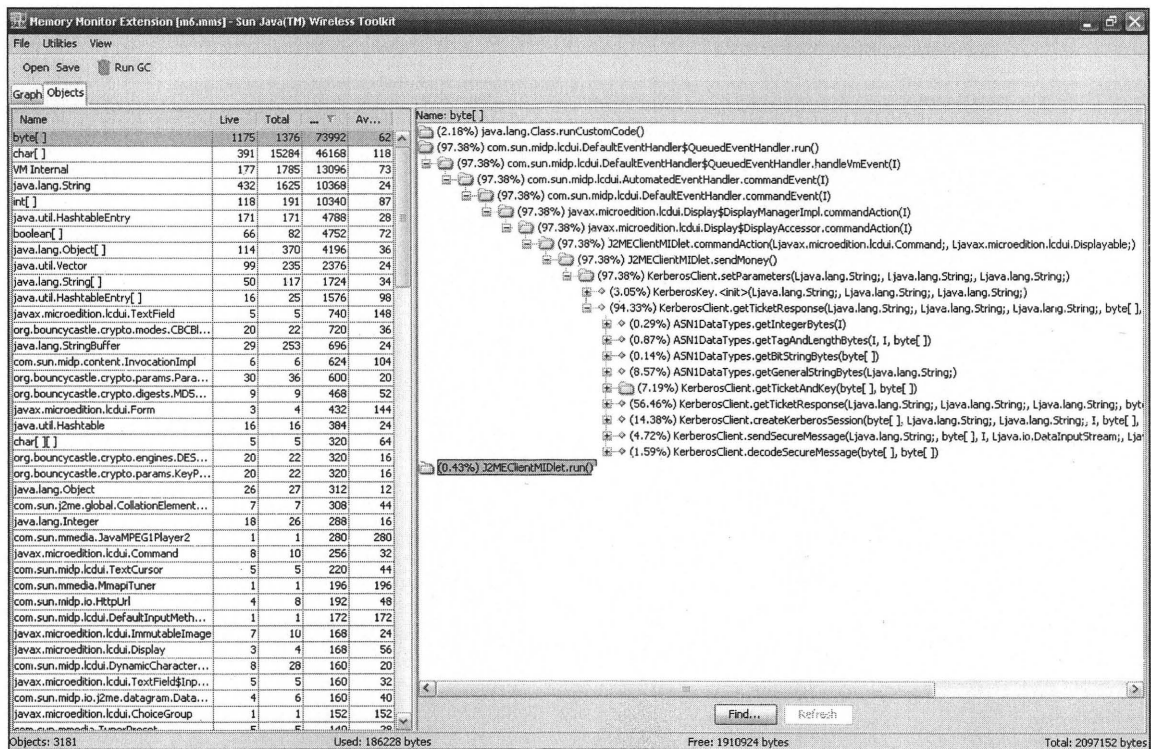 Memory Monitor Extension [m6.mms] - Sun Java(TM) Wireless Toolkit
File Utilities View
Open Save Run GC
Graph Objects
Name Live Total ... Av...
byte[ ] 1175 1376 73992 62
char[ ] 391 15284 46168 118
VM Internal 177 1785 13096 73
java.lang.String 432 1625 10368 24
int[ ] 118 191 10340 87
java.util.HashtableEntry 171 171 4788 28
boolean[ ] 66 82 4752 72
java.lang.Object[ ] 114 370 4196 36
java.util.Vector 99 235 2376 24
java.lang.String[ ] 50 117 1724 34
java.util.HashtableEntry[ ] 16 25 1576 98
javax.microedition.lcdui.TextField 5 5 740 148
org.bouncycastle.crypto.modes.CBCBl... 20 22 720 36
java.lang.StringBuffer 29 253 696 24
com.sun.midp.content.InvocationImpl 6 6 624 104
org.bouncycastle.crypto.params.Para... 30 36 600 20
org.bouncycastle.crypto.digests.MD5... 9 9 468 52
javax.microedition.lcdui.Form 3 4 432 144
java.util.Hashtable 16 16 384 24
char[ ][ ] 5 5 320 64
org.bouncycastle.crypto.engines.DES... 20 22 320 16
org.bouncycastle.crypto.params.KeyP... 20 22 320 16
java.lang.Object 26 27 312 12
com.sun.j2me.global.CollationElement... 7 7 308 44
java.lang.Integer 18 26 288 16
com.sun.mmedia.JavaMPEG1Player2 1 1 280 280
javax.microedition.lcdui.Command 8 10 256 32
com.sun.midp.lcdui.TextCursor 5 5 220 44
com.sun.mmedia.MmapiTuner 1 1 196 196
com.sun.midp.io.HttpUrl 4 8 192 48
com.sun.midp.lcdui.DefaultInputMeth... 1 1 172 172
javax.microedition.lcdui.ImmutableImage 7 10 168 24
javax.microedition.lcdui.Display 3 4 168 56
com.sun.midp.lcdui.DynamicCharacter... 8 28 160 20
javax.microedition.lcdui.TextField$Inp... 5 5 160 32
com.sun.midp.io.j2me.datagram.Data... 4 6 160 40
javax.microedition.lcdui.ChoiceGroup 1 1 152 152
com.sun.mmedia.TunerPreset 5 5 140 28
Name: byte[ ]
(2.18%) java.lang.Class.runCustomCode()
(97.38%) com.sun.midp.lcdui.DefaultEventHandler$QueuedEventHandler.run()
(97.38%) com.sun.midp.lcdui.DefaultEventHandler$QueuedEventHandler.handleVmEvent(I)
(97.38%) com.sun.midp.lcdui.AutomatedEventHandler.commandEvent(I)
(97.38%) com.sun.midp.lcdui.DefaultEventHandler.commandEvent(I)
(97.38%) javax.microedition.lcdui.Display$DisplayManagerImpl.commandAction(I)
(97.38%) javax.microedition.lcdui.Display$DisplayAccessor.commandAction(I)
(97.38%) J2MEClientMIDlet.commandAction(Ljavax.microedition.lcdui.Command;, Ljavax.microedition.lcdui.Displayable;)
(97.38%) J2MEClientMIDlet.sendMoney()
(97.38%) KerberosClient.setParameters(Ljava.lang.String;, Ljava.lang.String;, Ljava.lang.String;)
(3.05%) KerberosKey.<init>(Ljava.lang.String;, Ljava.lang.String;, Ljava.lang.String;)
(94.33%) KerberosClient.getTicketResponse(Ljava.lang.String;, Ljava.lang.String;, Ljava.lang.String;, byte[ ],
(0.29%) ASN1DataTypes.getIntegerBytes(I)
(0.87%) ASN1DataTypes.getTagAndLengthBytes(I, I, byte[ ])
(0.14%) ASN1DataTypes.getBitStringBytes(byte[ ])
(8.57%) ASN1DataTypes.getGeneralStringBytes(Ljava.lang.String;)
(7.19%) KerberosClient.getTicketAndKey(byte[ ], byte[ ])
(56.46%) KerberosClient.getTicketResponse(Ljava.lang.String;, Ljava.lang.String;, Ljava.lang.String;, byte
(14.38%) KerberosClient.createKerberosSession(byte[ ], Ljava.lang.String;, Ljava.lang.String;, I, byte[ ],
(4.72%) KerberosClient.sendSecureMessage(Ljava.lang.String;, byte[ ], I, Ljava.io.DataInputStream;, Ljav
(1.59%) KerberosClient.decodeSecureMessage(byte[ ], byte[ ])
(0.43%) J2MEClientMIDlet.run()
Find... Refresh
Objects: 3181 Used: 186228 bytes Free: 1910924 bytes Total: 2097152 bytes